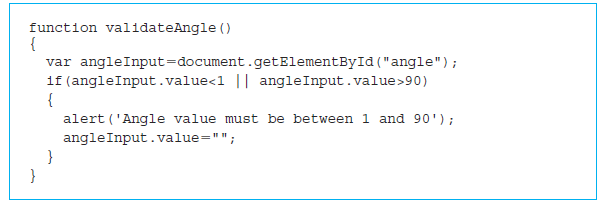 function validateAngle()
{
var angleInput=document.getElementById("angle");
if(angleInput.value<1 || angleInput.value>90)
{
alert('Angle value must be between 1 and 90');
angleInput.value="";
}
}